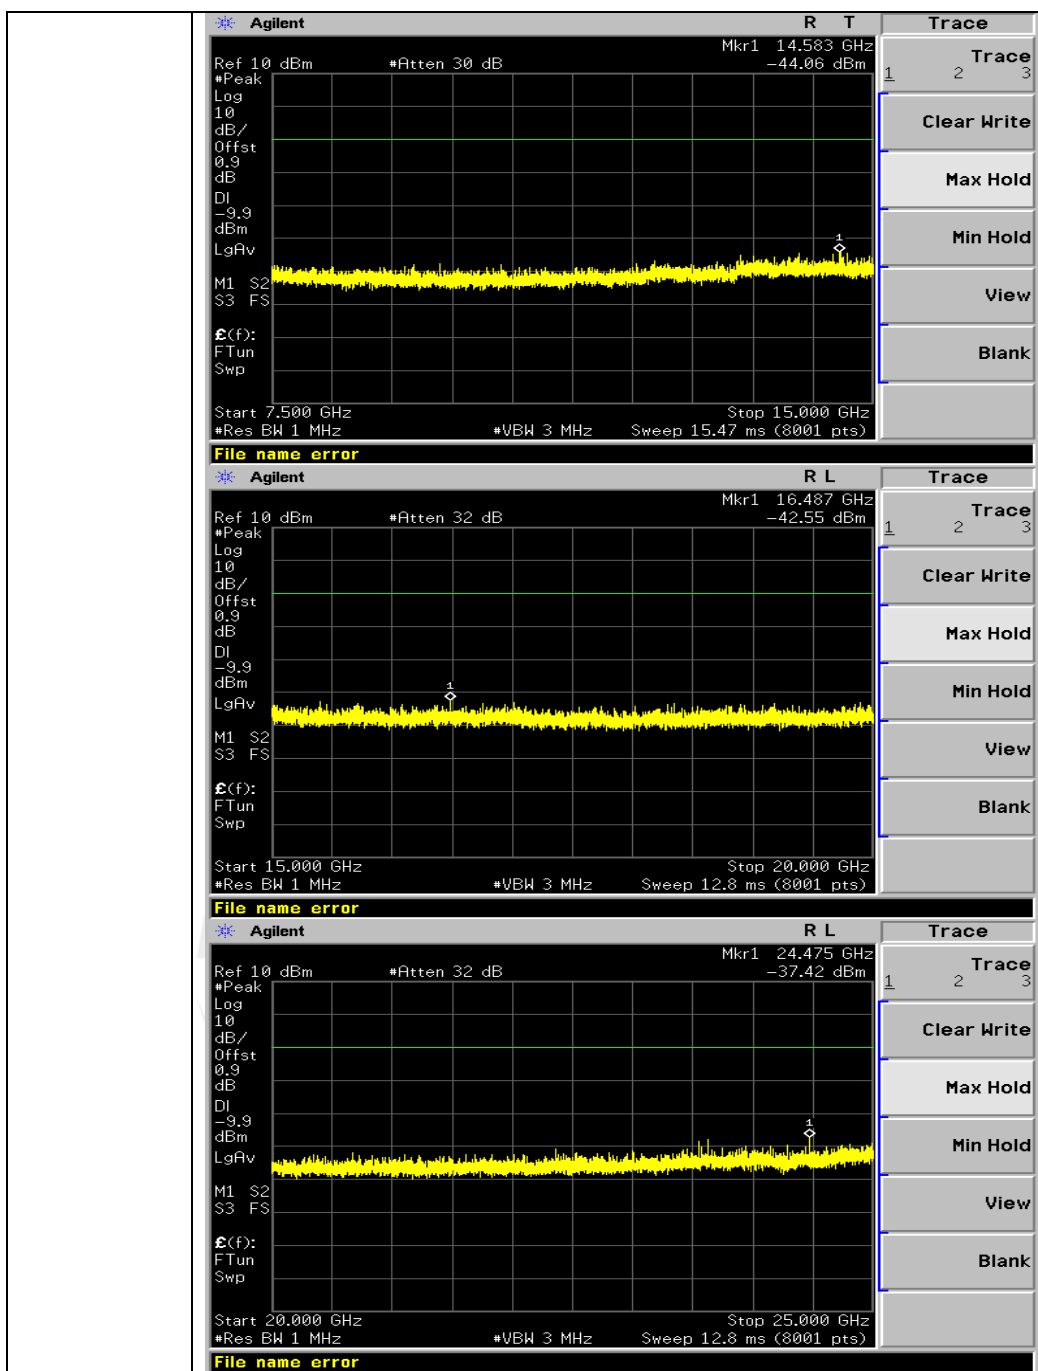 Agilent R T Trace
Mkr1 14.583 GHz
Ref 10 dBm #Atten 30 dB -44.06 dBm
#Peak
Log
10
dB/
Offst
0.9
dB
DI
-9.9
dBm
LgAv
M1 S2
S3 FS
£(f):
FTun
Swp
1
Start 7.500 GHz Stop 15.000 GHz
#Res BW 1 MHz #VBW 3 MHz Sweep 15.47 ms (8001 pts)
File name error
Trace
1 2 3
Clear Write
Max Hold
Min Hold
View
Blank
Agilent R L Trace
Mkr1 16.487 GHz
Ref 10 dBm #Atten 32 dB -42.55 dBm
#Peak
Log
10
dB/
Offst
0.9
dB
DI
-9.9
dBm
LgAv
M1 S2
S3 FS
£(f):
FTun
Swp
1
Start 15.000 GHz Stop 20.000 GHz
#Res BW 1 MHz #VBW 3 MHz Sweep 12.8 ms (8001 pts)
File name error
Trace
1 2 3
Clear Write
Max Hold
Min Hold
View
Blank
Agilent R L Trace
Mkr1 24.475 GHz
Ref 10 dBm #Atten 32 dB -37.42 dBm
#Peak
Log
10
dB/
Offst
0.9
dB
DI
-9.9
dBm
LgAv
M1 S2
S3 FS
£(f):
FTun
Swp
1
Start 20.000 GHz Stop 25.000 GHz
#Res BW 1 MHz #VBW 3 MHz Sweep 12.8 ms (8001 pts)
File name error
Trace
1 2 3
Clear Write
Max Hold
Min Hold
View
Blank